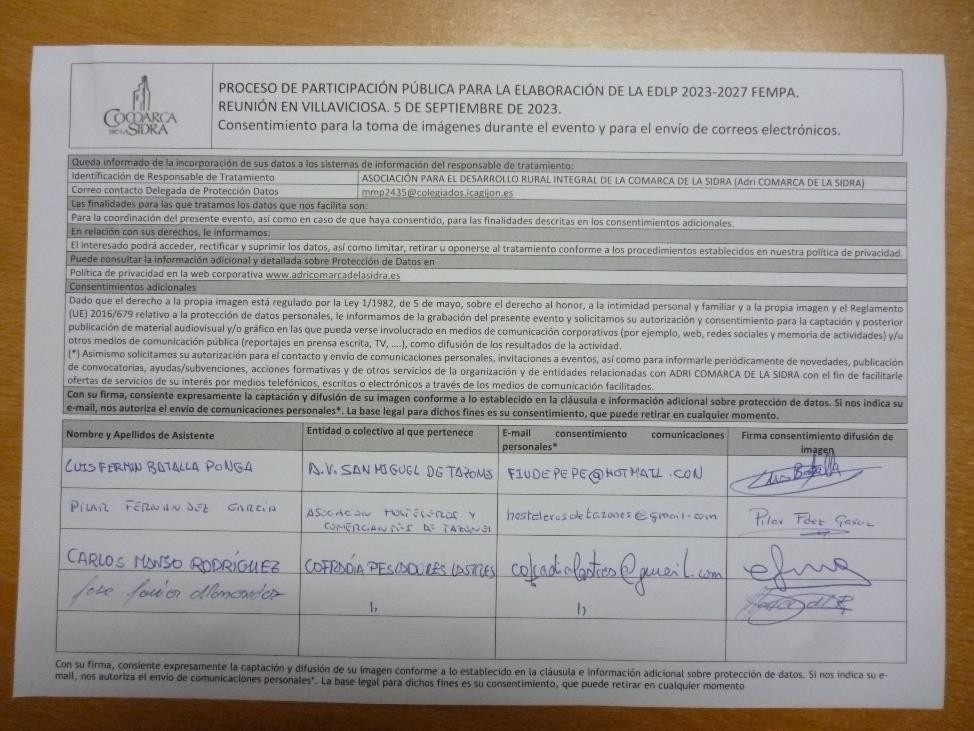 COMARCA
DE LA SIDRA
PROCESO DE PARTICIPACIÓN PÚBLICA PARA LA ELABORACIÓN DE LA EDLP 2023-2027 FEMPA.
REUNIÓN EN VILLAVICIOSA. 5 DE SEPTIEMBRE DE 2023.
Consentimiento para la toma de imágenes durante el evento y para el envío de correos electrónicos.
Queda informado de la incorporación de sus datos a los sistemas de información del responsable de tratamiento:
Identificación de Responsable de Tratamiento ASOCIACIÓN PARA EL DESARROLLO RURAL INTEGRAL DE LA COMARCA DE LA SIDRA (Adri COMARCA DE LA SIDRA)
Correo contacto Delegada de Protección Datos mmp2435@colegiados.icagijon.es
Las finalidades para las que tratamos los datos que nos facilita son:
Para la coordinación del presente evento, así como en caso de que haya consentido, para las finalidades descritas en los consentimientos adicionales.
En relación con sus derechos, le informamos:
El interesado podrá acceder, rectificar y suprimir los datos, así como limitar, retirar u oponerse al tratamiento conforme a los procedimientos establecidos en nuestra política de privacidad.
Puede consultar la información adicional y detallada sobre Protección de Datos en
Política de privacidad en la web corporativa www.adricomarcadelasidra.es
Consentimientos adicionales
Dado que el derecho a la propia imagen está regulado por la Ley 1/1982, de 5 de mayo, sobre el derecho al honor, a la intimidad personal y familiar y a la propia imagen y el Reglamento
(UE) 2016/679 relativo a la protección de datos personales, le informamos de la grabación del presente evento y solicitamos su autorización y consentimiento para la captación y posterior
publicación de material audiovisual y/o gráfico en las que pueda verse involucrado en medios de comunicación corporativos (por ejemplo, web, redes sociales y memoria de actividades) y/u
otros medios de comunicación pública (reportajes en prensa escrita, TV, ....), como difusión de los resultados de la actividad.
(*) Asimismo solicitamos su autorización para el contacto y envío de comunicaciones personales, invitaciones a eventos, así como para informarle periódicamente de novedades, publicación
de convocatorias, ayudas/subvenciones, acciones formativas y de otros servicios de la organización y de entidades relacionadas con ADRI COMARCA DE LA SIDRA con el fin de facilitarle
ofertas de servicios de su interés por medios telefónicos, escritos o electrónicos a través de los medios de comunicación facilitados.
Con su firma, consiente expresamente la captación y difusión de su imagen conforme a lo establecido en la cláusula e información adicional sobre protección de datos. Si nos indica su
e-mail, nos autoriza el envío de comunicaciones personales*. La base legal para dichos fines es su consentimiento, que puede retirar en cualquier momento.
Nombre y Apellidos de Asistente Entidad o colectivo al que pertenece E-mail consentimiento comunicaciones personales* Firma consentimiento difusión de imagen
LUIS FERMIN BATALLA PONGA A.V. SAN MIGUEL DE TAZONES FIUDEPEPE@HOTMAIL.CON Luis Batalla
PILAR FERNANDEZ GARCIA ASOCIACION HOSTELEROS Y COMERCIANTES DE TAZONES hostelerosdetazones@gmail.com Pilar Fdez Garcia
CARLOS MONSO RODRÍGUEZ COFRADIA PESCADORES LASTRES cofradialastres@gmail.com
Jose Javier
Con su firma, consiente expresamente la captación y difusión de su imagen conforme a lo establecido en la cláusula e información adicional sobre protección de datos. Si nos indica su e-
mail, nos autoriza el envío de comunicaciones personales*. La base legal para dichos fines es su consentimiento, que puede retirar en cualquier momento